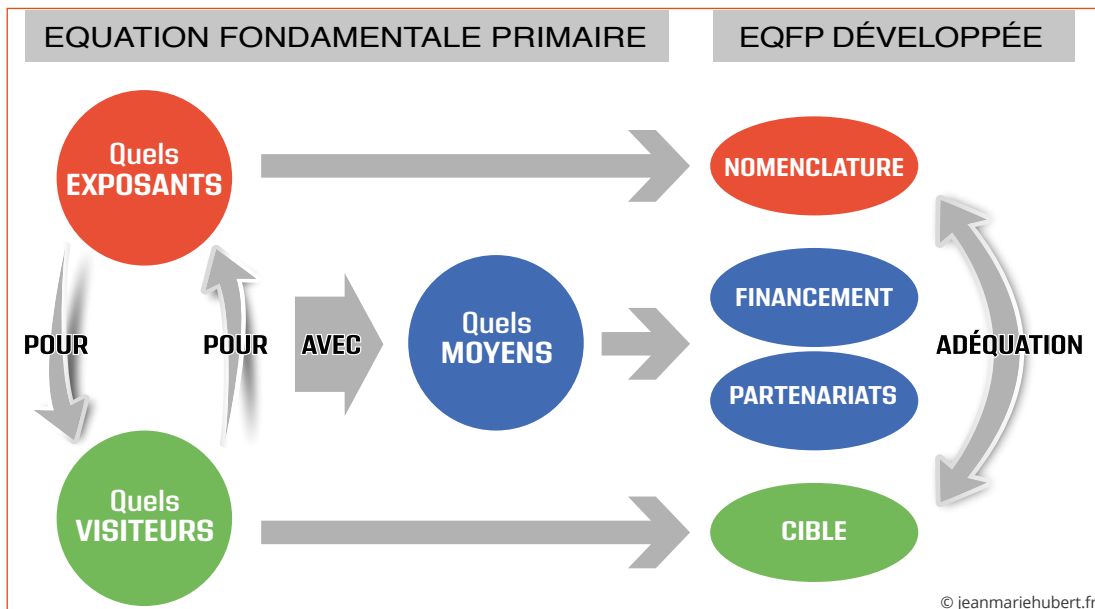 EQUATION FONDAMENTALE PRIMAIRE
EQFP DÉVELOPPÉE
Quels
EXPOSANTS
NOMENCLATURE
POUR
POUR
AVEC
Quels
MOYENS
FINANCEMENT
PARTENARIATS
ADÉQUATION
Quels
VISITEURS
CIBLE
© jeanmariehubert.fr